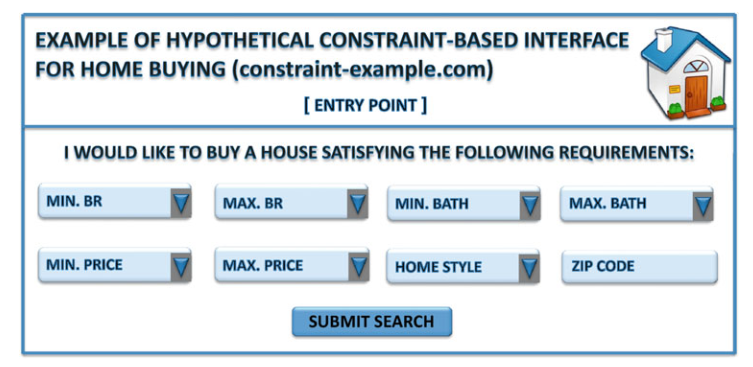 EXAMPLE OF HYPOTHETICAL CONSTRAINT-BASED INTERFACE
FOR HOME BUYING (constraint-example.com)
[ ENTRY POINT ]
I WOULD LIKE TO BUY A HOUSE SATISFYING THE FOLLOWING REQUIREMENTS:
MIN. BR MAX. BR MIN. BATH MAX. BATH
MIN. PRICE MAX. PRICE HOME STYLE ZIP CODE
SUBMIT SEARCH